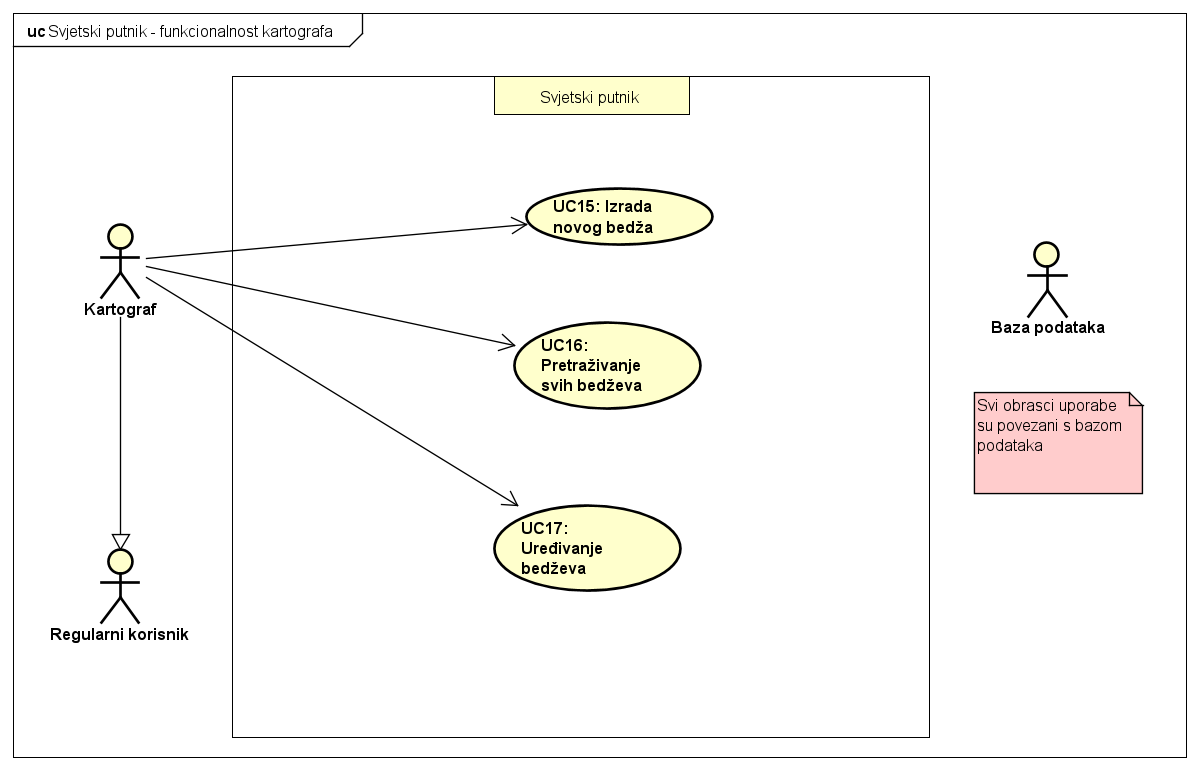 uc Svjetski putnik - funkcionalnost kartografa
Svjetski putnik
UC15: Izrada
novog bedža
Kartograf
UC16:
Pretraživanje
svih bedževa
Baza podataka
Svi obrasci uporabe
su povezani s bazom
podataka
UC17:
Uređivanje
bedževa
Regularni korisnik